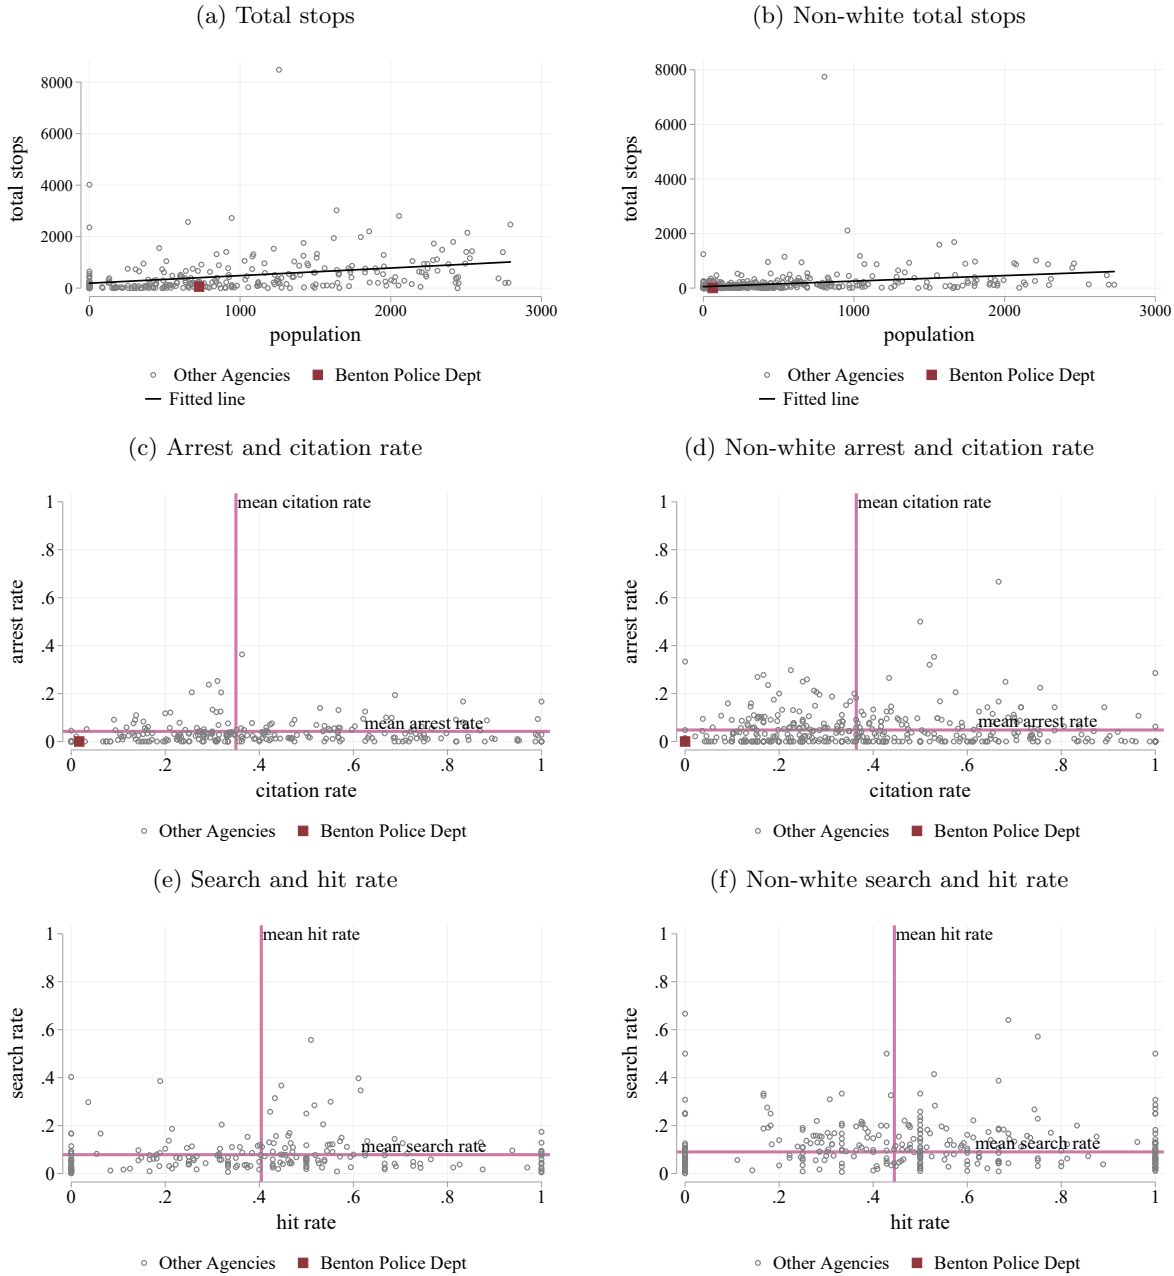 (a) Total stops
(b) Non-white total stops
total stops
8000
6000
4000
2000
0
0
1000
2000
3000
population
total stops
8000
6000
4000
2000
0
0
1000
2000
3000
population
Other Agencies
Benton Police Dept
Fitted line
Other Agencies
Benton Police Dept
Fitted line
(c) Arrest and citation rate
(d) Non-white arrest and citation rate
arrest rate
1
.8
.6
.4
.2
0
mean citation rate
mean arrest rate
0
.2
.4
.6
.8
1
citation rate
arrest rate
1
.8
.6
.4
.2
0
mean citation rate
mean arrest rate
0
.2
.4
.6
.8
1
citation rate
Other Agencies
Benton Police Dept
Other Agencies
Benton Police Dept
(e) Search and hit rate
(f) Non-white search and hit rate
search rate
1
.8
.6
.4
.2
0
mean hit rate
mean search rate
0
.2
.4
.6
.8
1
hit rate
search rate
1
.8
.6
.4
.2
0
mean hit rate
mean search rate
0
.2
.4
.6
.8
1
hit rate
Other Agencies
Benton Police Dept
Other Agencies
Benton Police Dept